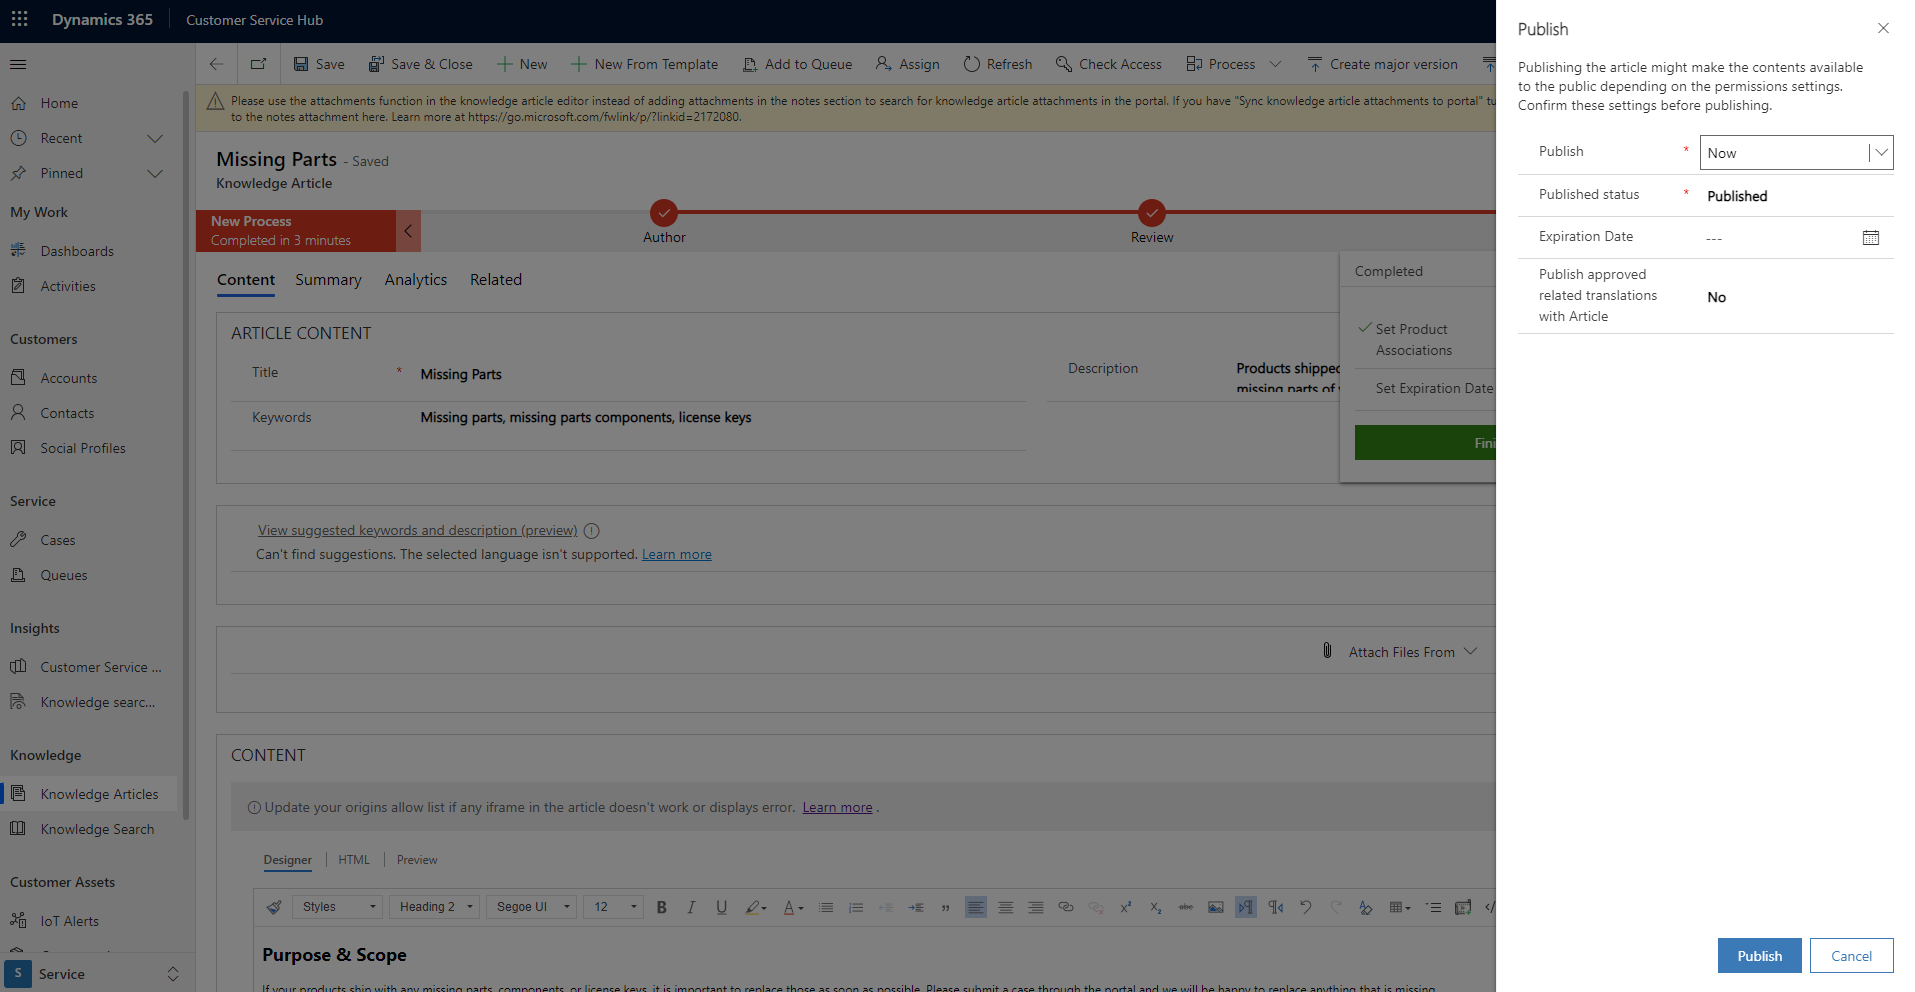 Dynamics 365
Customer Service Hub
Save
Save & Close
New
New From Template
Add to Queue
Assign
Refresh
Check Access
Process
Create major version
Please use the attachments function in the knowledge article editor instead of adding attachments in the notes section to search for knowledge article attachments in the portal. If you have "Sync knowledge article attachments to portal" tu
to the notes attachment here. Learn more at https://go.microsoft.com/fwlink/p/?linkid=2172080.
Home
Recent
Pinned
My Work
Dashboards
Activities
Customers
Accounts
Contacts
Social Profiles
Service
Cases
Queues
Insights
Customer Service ...
Knowledge searc...
Knowledge
Knowledge Articles
Knowledge Search
Customer Assets
IoT Alerts
S
Service
Missing Parts - Saved
Knowledge Article
New Process
Completed in 3 minutes
Author
Review
Content
Summary
Analytics
Related
ARTICLE CONTENT
Title
*
Missing Parts
Keywords
Missing parts, missing parts components, license keys
Description
Products shipped
missing parts of
Completed
Set Product
Associations
Set Expiration Date
Fini
View suggested keywords and description (preview)
Can't find suggestions. The selected language isn't supported. Learn more
Attach Files From
CONTENT
Update your origins allow list if any iframe in the article doesn't work or displays error. Learn more .
Designer
HTML
Preview
Styles
Heading 2
Segoe UI
12
Purpose & Scope
If your products ship with any missing parts, components, or license keys, it is important to replace those as soon as possible. Please submit a case through the portal and we will be happy to replace anything that is missing.
Publish
Publishing the article might make the contents available
to the public depending on the permissions settings.
Confirm these settings before publishing.
Publish
*
Now
Published status
*
Published
Expiration Date
---
Publish approved
related translations
with Article
No
Publish
Cancel